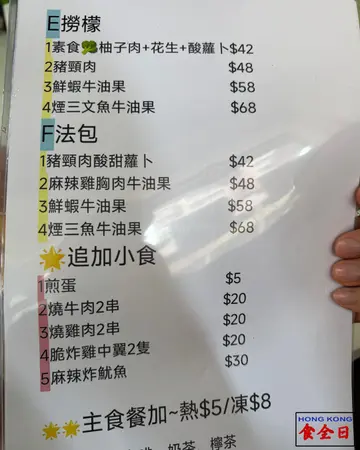 E撈檬
1素食🥦柚子肉+花生+酸蘿卜$42
2豬頸肉 $48
3鮮蝦牛油果 $58
4煙三文魚牛油果 $68
F法包
1豬頸肉酸甜蘿卜 $42
2麻辣雞胸肉牛油果 $48
3鮮蝦牛油果 $58
4煙三魚牛油果 $68
🌟追加小食
1煎蛋 $5
2燒牛肉2串 $20
3燒雞肉2串 $20
4脆炸雞中翼2隻 $20
5麻辣炸魷魚 $30
🌟🌟主食餐加~熱$5/凍$8
奶茶、檸茶
HONG KONG
食全日